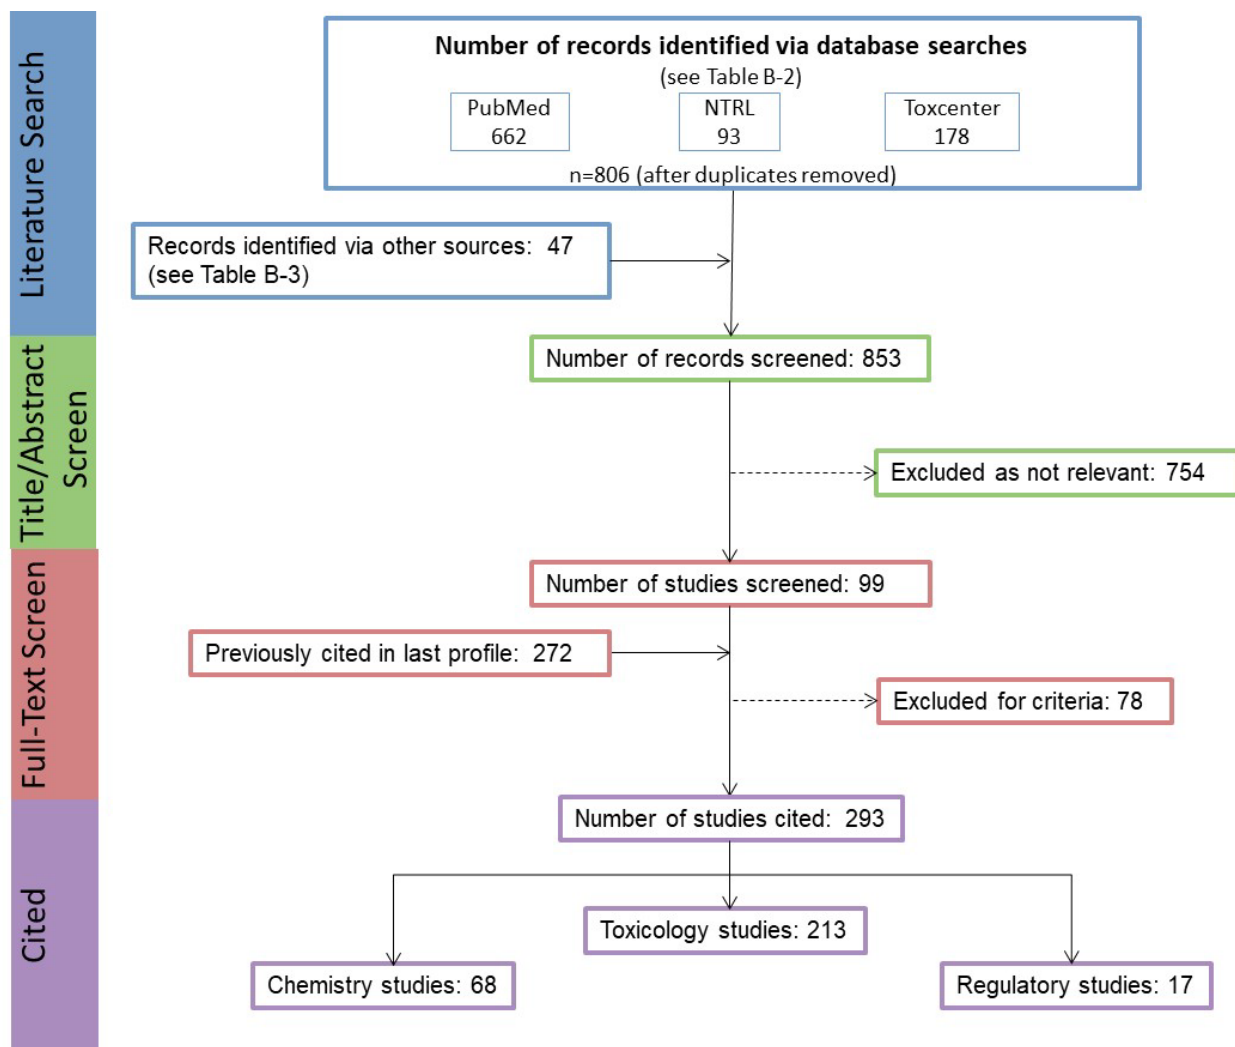 Literature Search
Number of records identified via database searches
(see Table B-2)
PubMed
662
NTRL
93
Toxcenter
178
n=806 (after duplicates removed)
Records identified via other sources: 47
(see Table B-3)
Title/Abstract
Screen
Number of records screened: 853
Excluded as not relevant: 754
Full-Text Screen
Number of studies screened: 99
Previously cited in last profile: 272
Excluded for criteria: 78
Cited
Number of studies cited: 293
Toxicology studies: 213
Chemistry studies: 68
Regulatory studies: 17